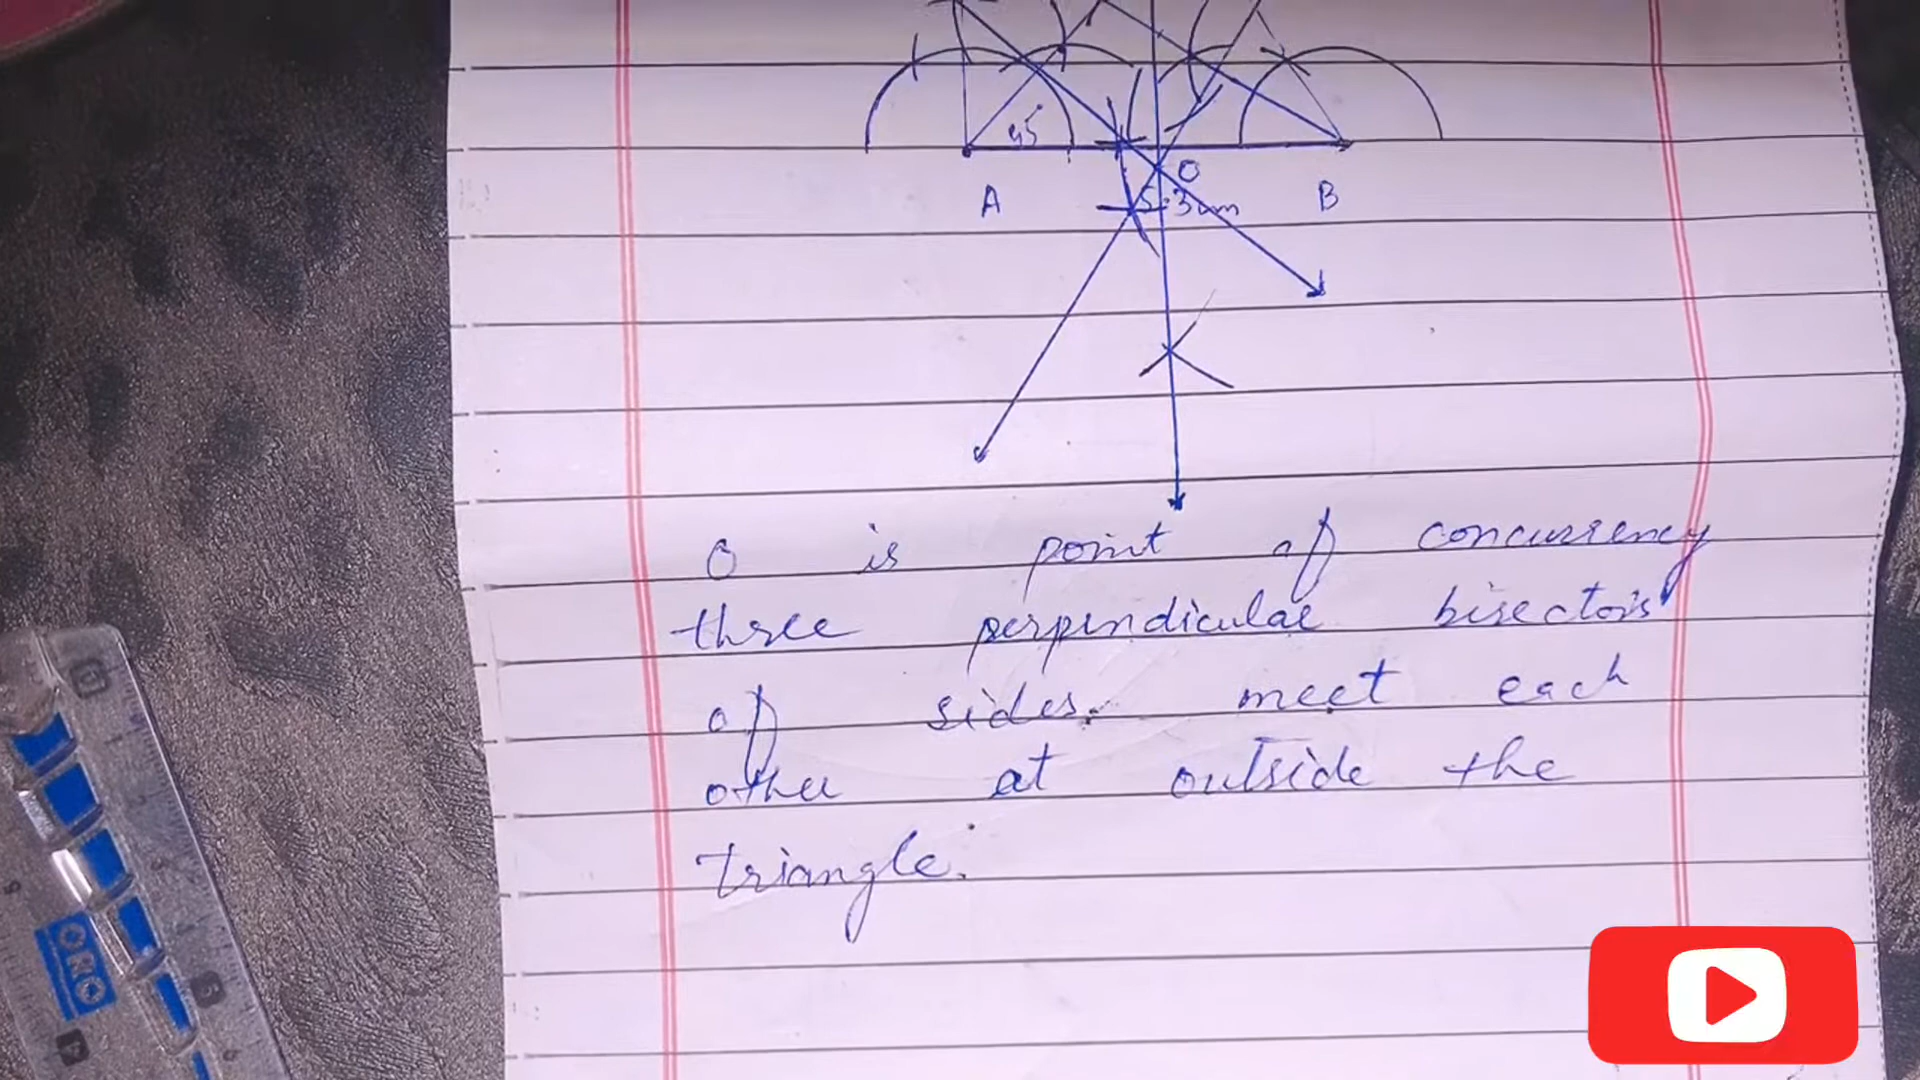 45°
O
A
5.3cm
B
O is point of concurrency
three perpendicular bisectors
of sides. meet each
other at outside the
triangle.
ORO